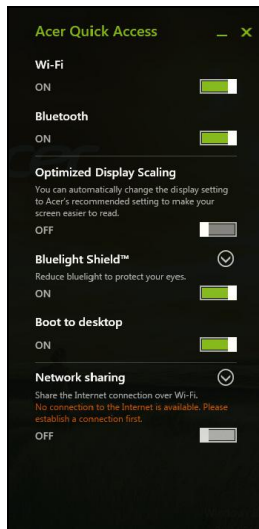 Acer Quick Access
Wi-Fi
ON
Bluetooth
ON
Optimized Display Scaling
You can automatically change the display setting
to Acer's recommended setting to make your
screen easier to read.
OFF
Bluelight Shield™
Reduce bluelight to protect your eyes.
ON
Boot to desktop
ON
Network sharing
Share the Internet connection over Wi-Fi.
No connection to the Internet is available. Please
establish a connection first.
OFF